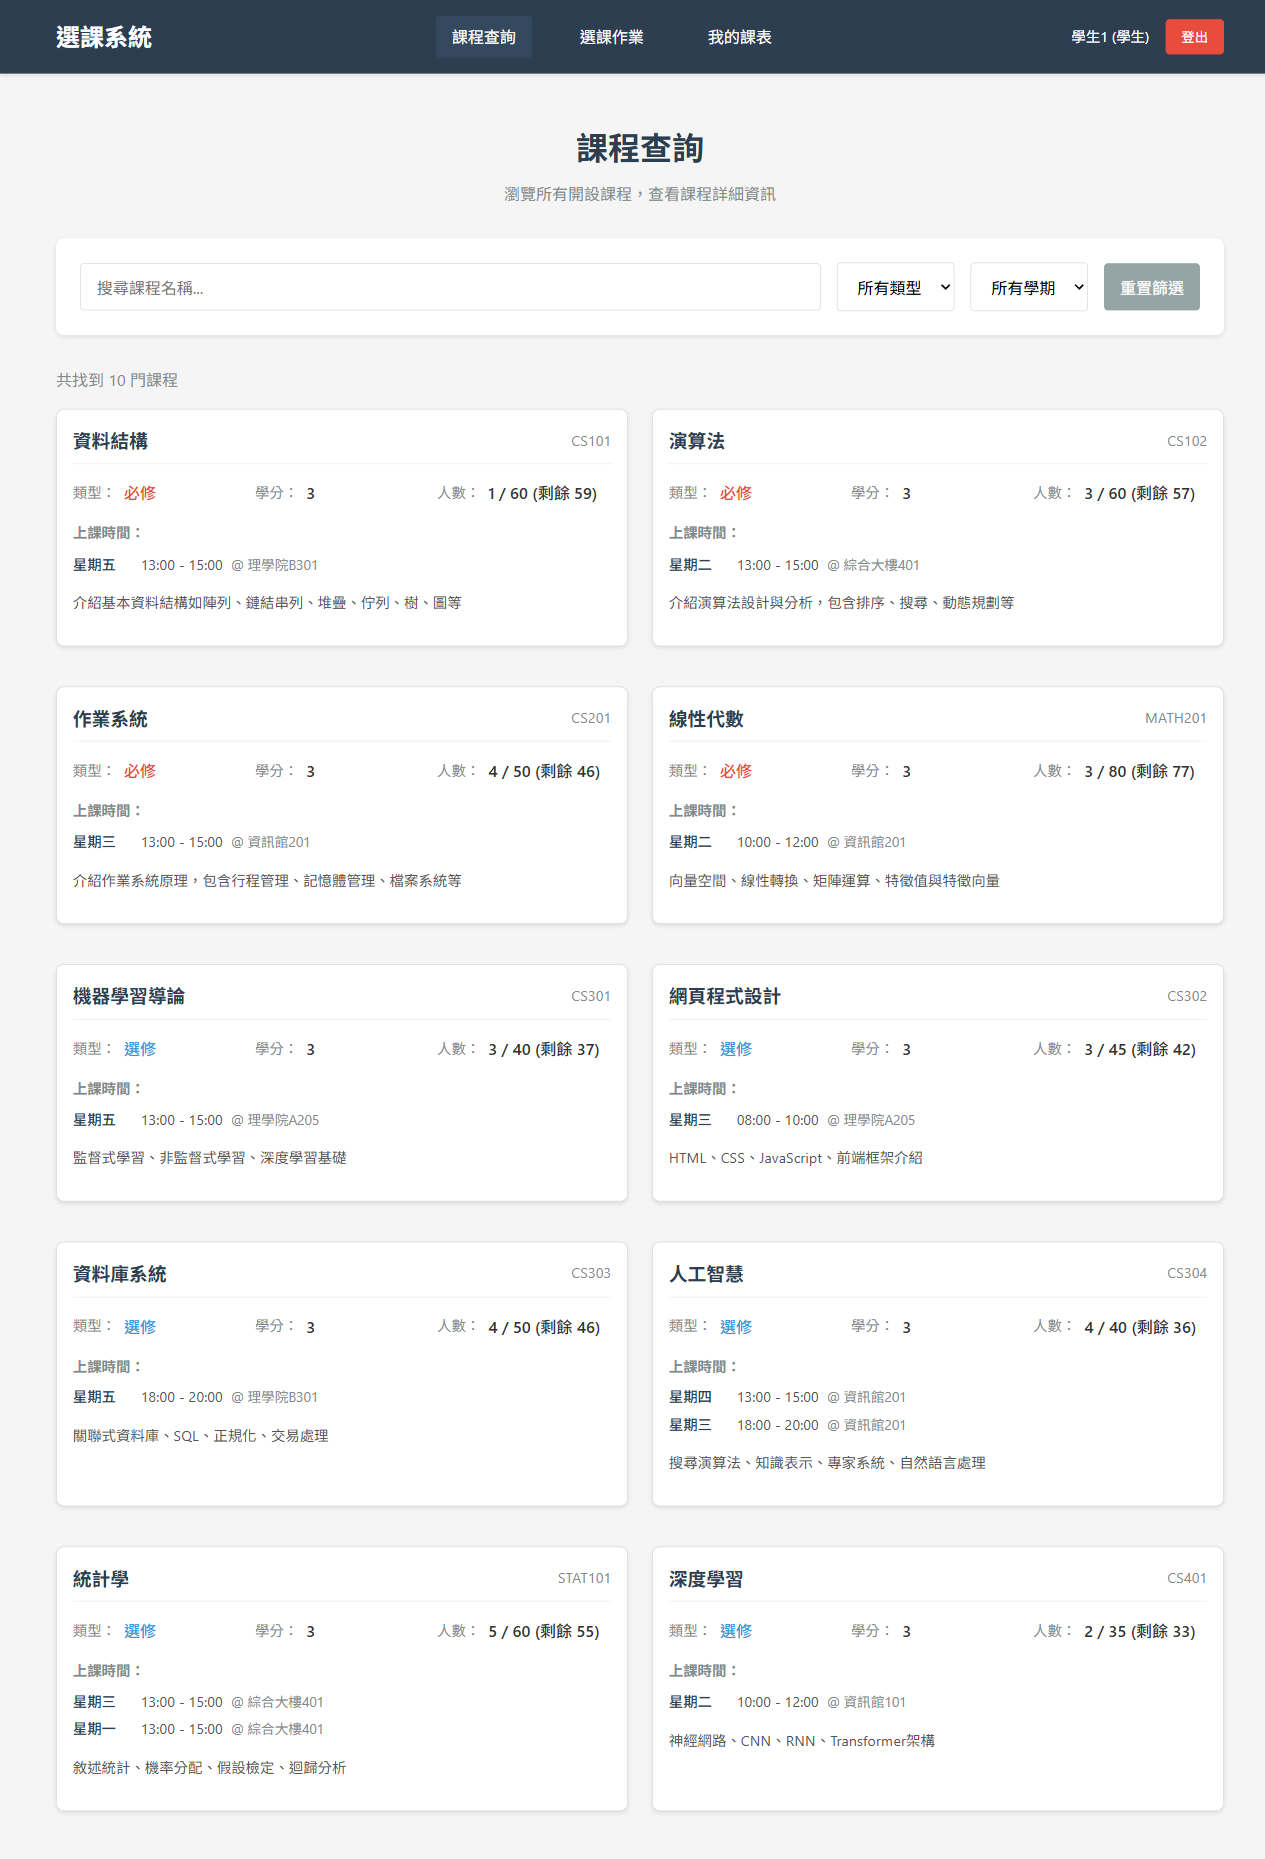 選課系統
課程查詢
選課作業
我的課表
學生1 (學生)
登出
課程查詢
瀏覽所有開設課程，查看課程詳細資訊
搜尋課程名稱...
所有類型
所有學期
重置篩選
共找到 10 門課程
資料結構
CS101
類型： 必修 學分： 3 人數： 1 / 60 (剩餘 59)
上課時間：
星期五 13:00 - 15:00 @ 理學院B301
介紹基本資料結構如陣列、鏈結串列、堆疊、佇列、樹、圖等
演算法
CS102
類型： 必修 學分： 3 人數： 3 / 60 (剩餘 57)
上課時間：
星期二 13:00 - 15:00 @ 綜合大樓401
介紹演算法設計與分析，包含排序、搜尋、動態規劃等
作業系統
CS201
類型： 必修 學分： 3 人數： 4 / 50 (剩餘 46)
上課時間：
星期三 13:00 - 15:00 @ 資訊館201
介紹作業系統原理，包含行程管理、記憶體管理、檔案系統等
線性代數
MATH201
類型： 必修 學分： 3 人數： 3 / 80 (剩餘 77)
上課時間：
星期二 10:00 - 12:00 @ 資訊館201
向量空間、線性轉換、矩陣運算、特徵值與特徵向量
機器學習導論
CS301
類型： 選修 學分： 3 人數： 3 / 40 (剩餘 37)
上課時間：
星期五 13:00 - 15:00 @ 理學院A205
監督式學習、非監督式學習、深度學習基礎
網頁程式設計
CS302
類型： 選修 學分： 3 人數： 3 / 45 (剩餘 42)
上課時間：
星期三 08:00 - 10:00 @ 理學院A205
HTML、CSS、JavaScript、前端框架介紹
資料庫系統
CS303
類型： 選修 學分： 3 人數： 4 / 50 (剩餘 46)
上課時間：
星期五 18:00 - 20:00 @ 理學院B301
關聯式資料庫、SQL、正規化、交易處理
人工智慧
CS304
類型： 選修 學分： 3 人數： 4 / 40 (剩餘 36)
上課時間：
星期四 13:00 - 15:00 @ 資訊館201
星期三 18:00 - 20:00 @ 資訊館201
搜尋演算法、知識表示、專家系統、自然語言處理
統計學
STAT101
類型： 選修 學分： 3 人數： 5 / 60 (剩餘 55)
上課時間：
星期三 13:00 - 15:00 @ 綜合大樓401
星期一 13:00 - 15:00 @ 綜合大樓401
敘述統計、機率分配、假設檢定、迴歸分析
深度學習
CS401
類型： 選修 學分： 3 人數： 2 / 35 (剩餘 33)
上課時間：
星期二 10:00 - 12:00 @ 資訊館101
神經網路、CNN、RNN、Transformer架構